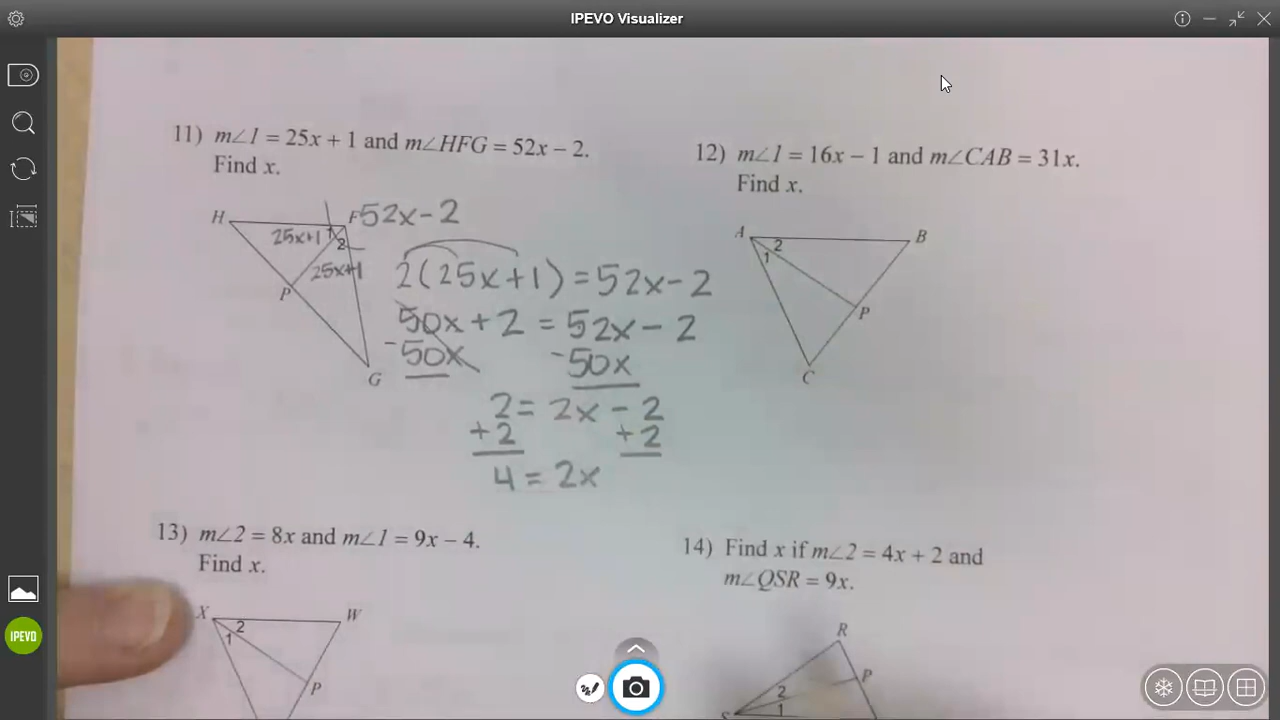 IPEVO Visualizer
11) m∠1 = 25x + 1 and m∠HFG = 52x − 2.
Find x.
H
F
52x - 2
25x+1
1
2
25x+1
P
G
2(25x+1) = 52x - 2
50x + 2 = 52x - 2
-50x -50x
2 = 2x - 2
+2 +2
4 = 2x
12) m∠1 = 16x − 1 and m∠CAB = 31x.
Find x.
A
2
B
1
P
C
13) m∠2 = 8x and m∠1 = 9x − 4.
Find x.
X
W
2
1
P
14) Find x if m∠2 = 4x + 2 and
m∠QSR = 9x.
R
P
2
1
S
IPEVO